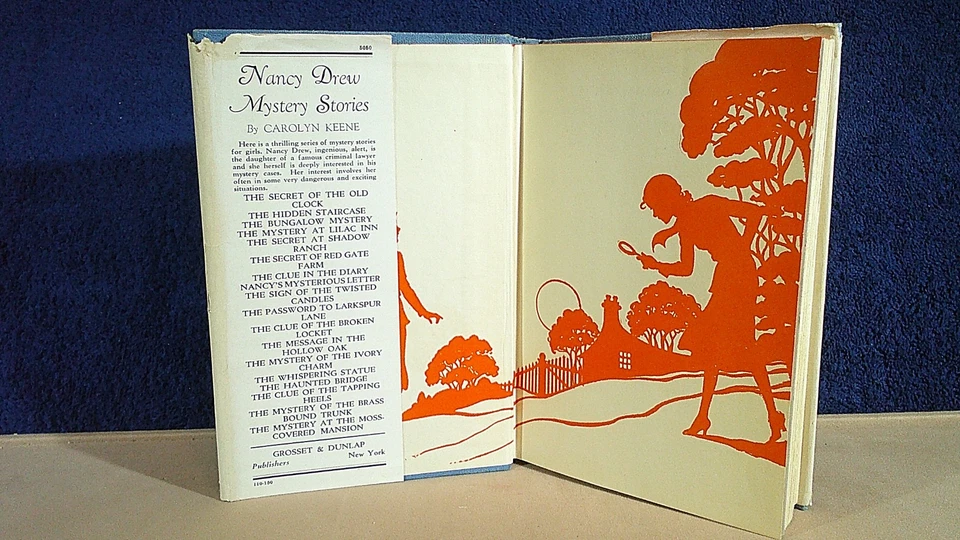 5050
Nancy Drew
Mystery Stories
By CAROLYN KEENE
Here is a thrilling series of mystery stories
for girls. Nancy Drew, ingenious, alert, is
the daughter of a famous criminal lawyer
and she herself is deeply interested in his
mystery cases. Her interest involves her
often in some very dangerous and exciting
situations.
THE SECRET OF THE OLD
CLOCK
THE HIDDEN STAIRCASE
THE BUNGALOW MYSTERY
THE MYSTERY AT LILAC INN
THE SECRET AT SHADOW
RANCH
THE SECRET OF RED GATE
FARM
THE CLUE IN THE DIARY
NANCY'S MYSTERIOUS LETTER
THE SIGN OF THE TWISTED
CANDLES
THE PASSWORD TO LARKSPUR
LANE
THE CLUE OF THE BROKEN
LOCKET
THE MESSAGE IN THE
HOLLOW OAK
THE MYSTERY OF THE IVORY
CHARM
THE WHISPERING STATUE
THE HAUNTED BRIDGE
THE CLUE OF THE TAPPING
HEELS
THE MYSTERY OF THE BRASS
BOUND TRUNK
THE MYSTERY AT THE MOSS-
COVERED MANSION
GROSSET & DUNLAP
Publishers New York
110-100